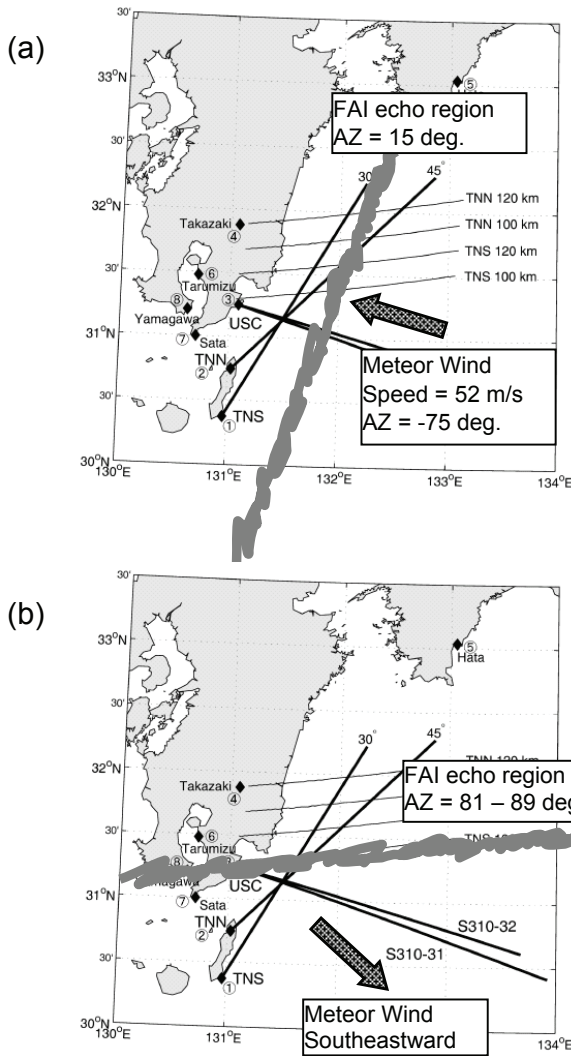 (a)
30'
33°N
⑤
FAI echo region
AZ = 15 deg.
30'
30°
45°
32°N
Takazaki
④
TNN 120 km
TNN 100 km
30'
⑥
Tarumizu
TNS 120 km
⑧
③
TNS 100 km
Yamagawa
USC
31°N
⑦
Sata
TNN
②
Meteor Wind
Speed = 52 m/s
AZ = -75 deg.
30'
TNS
①
30°N
130°E
131°E
132°E
133°E
134°E
(b)
30'
33°N
⑤
Hata
30'
30°
45°
32°N
Takazaki
④
FAI echo region
AZ = 81 – 89 deg
30'
⑥
Tarumizu
⑧
USC
31°N
⑦
Sata
TNN
②
S310-32
S310-31
30'
TNS
①
Meteor Wind
Southeastward
30°N
130°E
131°E
132°E
133°E
134°E